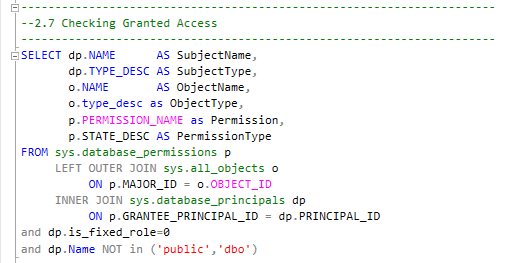 --------------------------------------------------------------------
--2.7 Checking Granted Access
--------------------------------------------------------------------
SELECT dp.NAME      AS SubjectName,
       dp.TYPE_DESC AS SubjectType,
       o.NAME       AS ObjectName,
       o.type_desc as ObjectType,
       p.PERMISSION_NAME as Permission,
       p.STATE_DESC AS PermissionType
FROM sys.database_permissions p
     LEFT OUTER JOIN sys.all_objects o
          ON p.MAJOR_ID = o.OBJECT_ID
     INNER JOIN sys.database_principals dp
          ON p.GRANTEE_PRINCIPAL_ID = dp.PRINCIPAL_ID
and dp.is_fixed_role=0
and dp.Name NOT in ('public','dbo')